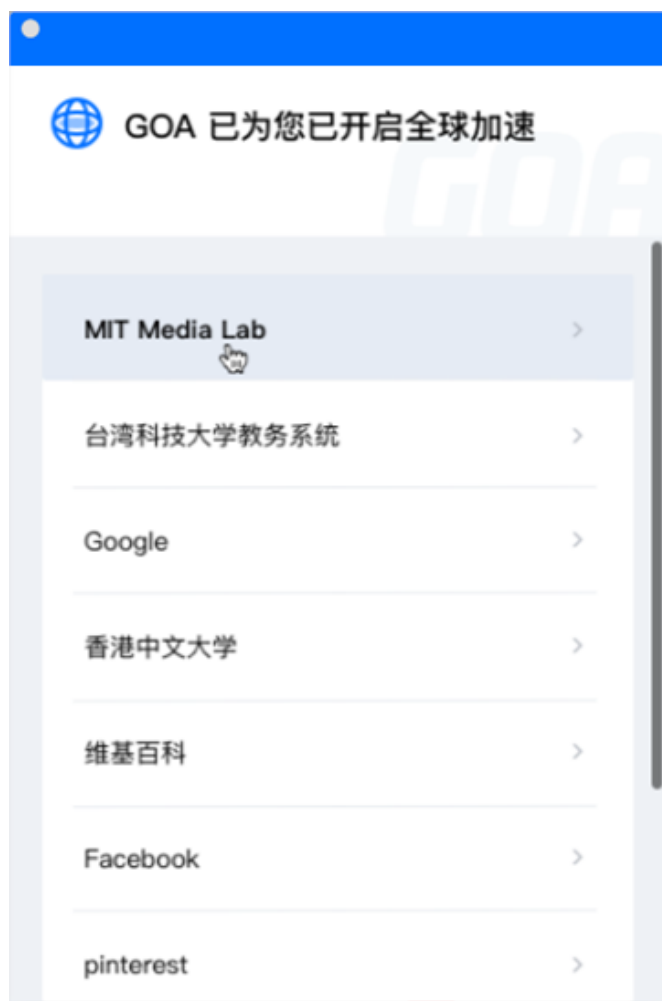 GOA 已为您已开启全球加速
GOA
MIT Media Lab
台湾科技大学教务系统
Google
香港中文大学
维基百科
Facebook
pinterest